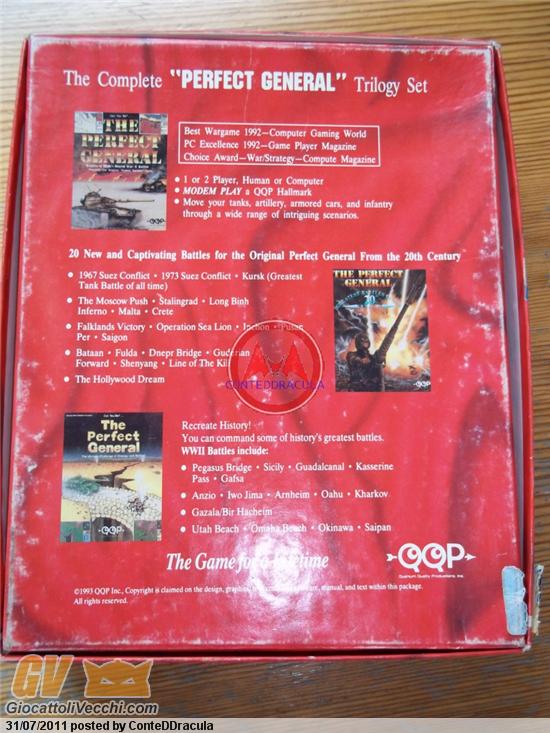 The Complete "PERFECT GENERAL" Trilogy Set
THE
PERFECT
GENERAL
QQP
Best Wargame 1992—Computer Gaming World
PC Excellence 1992—Game Player Magazine
Choice Award—War/Strategy—Compute Magazine
• 1 or 2 Player, Human or Computer
• MODEM PLAY a QQP Hallmark
• Move your tanks, artillery, armored cars, and infantry
through a wide range of intriguing scenarios.
20 New and Captivating Battles for the Original Perfect General From the 20th Century
• 1967 Suez Conflict • 1973 Suez Conflict • Kursk (Greatest
Tank Battle of all time)
• The Moscow Push • Stalingrad • Long Binh
Inferno • Malta • Crete
• Falklands Victory • Operation Sea Lion • Inchon • Pusan
Per • Saigon
• Bataan • Fulda • Dnepr Bridge • Guderian
Forward • Shenyang • Line of The
• The Hollywood Dream
THE PERFECT
GENERAL
20
QQP
CONTEDDRACULA
The
Perfect
General
QQP
Recreate History!
You can command some of history's greatest battles.
WWII Battles include:
• Pegasus Bridge • Sicily • Guadalcanal • Kasserine
Pass • Gafsa
• Anzio • Iwo Jima • Arnheim • Oahu • Kharkov
• Gazala/Bir Hacheim
• Utah Beach • Omaha Beach • Okinawa • Saipan
The Game for a Lifetime
QQP
Quantum Quality Productions, Inc.
©1993 QQP Inc., Copyright is claimed on the design, graphics, manual, and text within this package.
All rights reserved.
GV
GiocattoliVecchi.com
31/07/2011 posted by ConteDDracula